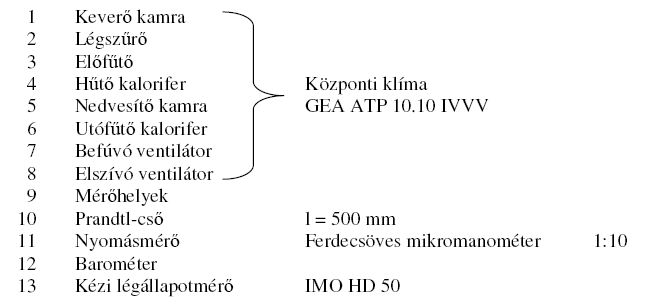 1 Keverő kamra
2 Légszűrő
3 Előfűtő
4 Hűtő kalorifer Központi klíma
5 Nedvesítő kamra GEA ATP 10.10 IVVV
6 Utófűtő kalorifer
7 Befúvó ventilátor
8 Elszívó ventilátor
9 Mérőhelyek
10 Prandtl-cső l = 500 mm
11 Nyomásmérő Ferdecsöves mikromanométer 1:10
12 Barométer
13 Kézi légállapotmérő IMO HD 50